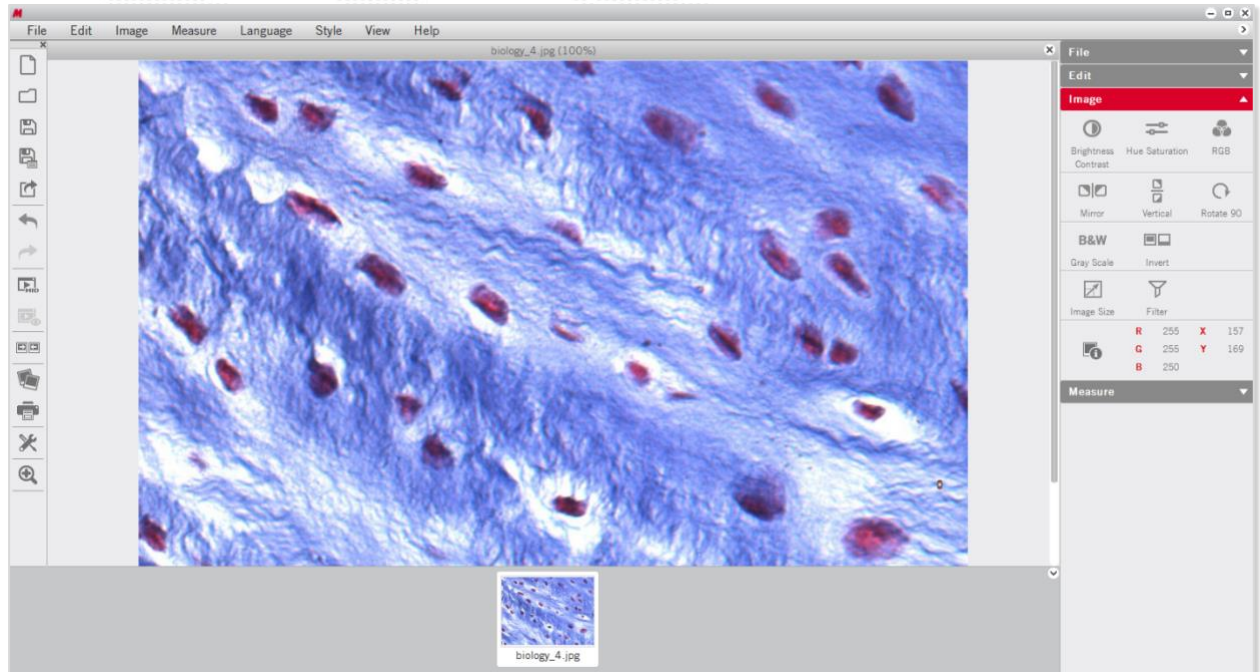 M
File Edit Image Measure Language Style View Help
biology_4.jpg (100%)
HD
File
Edit
Image
Brightness Contrast
Hue Saturation
RGB
Mirror
Vertical
Rotate 90
B&W
Gray Scale
Invert
Image Size
Filter
R 255 X 157
G 255 Y 169
B 250
Measure
biology_4.jpg